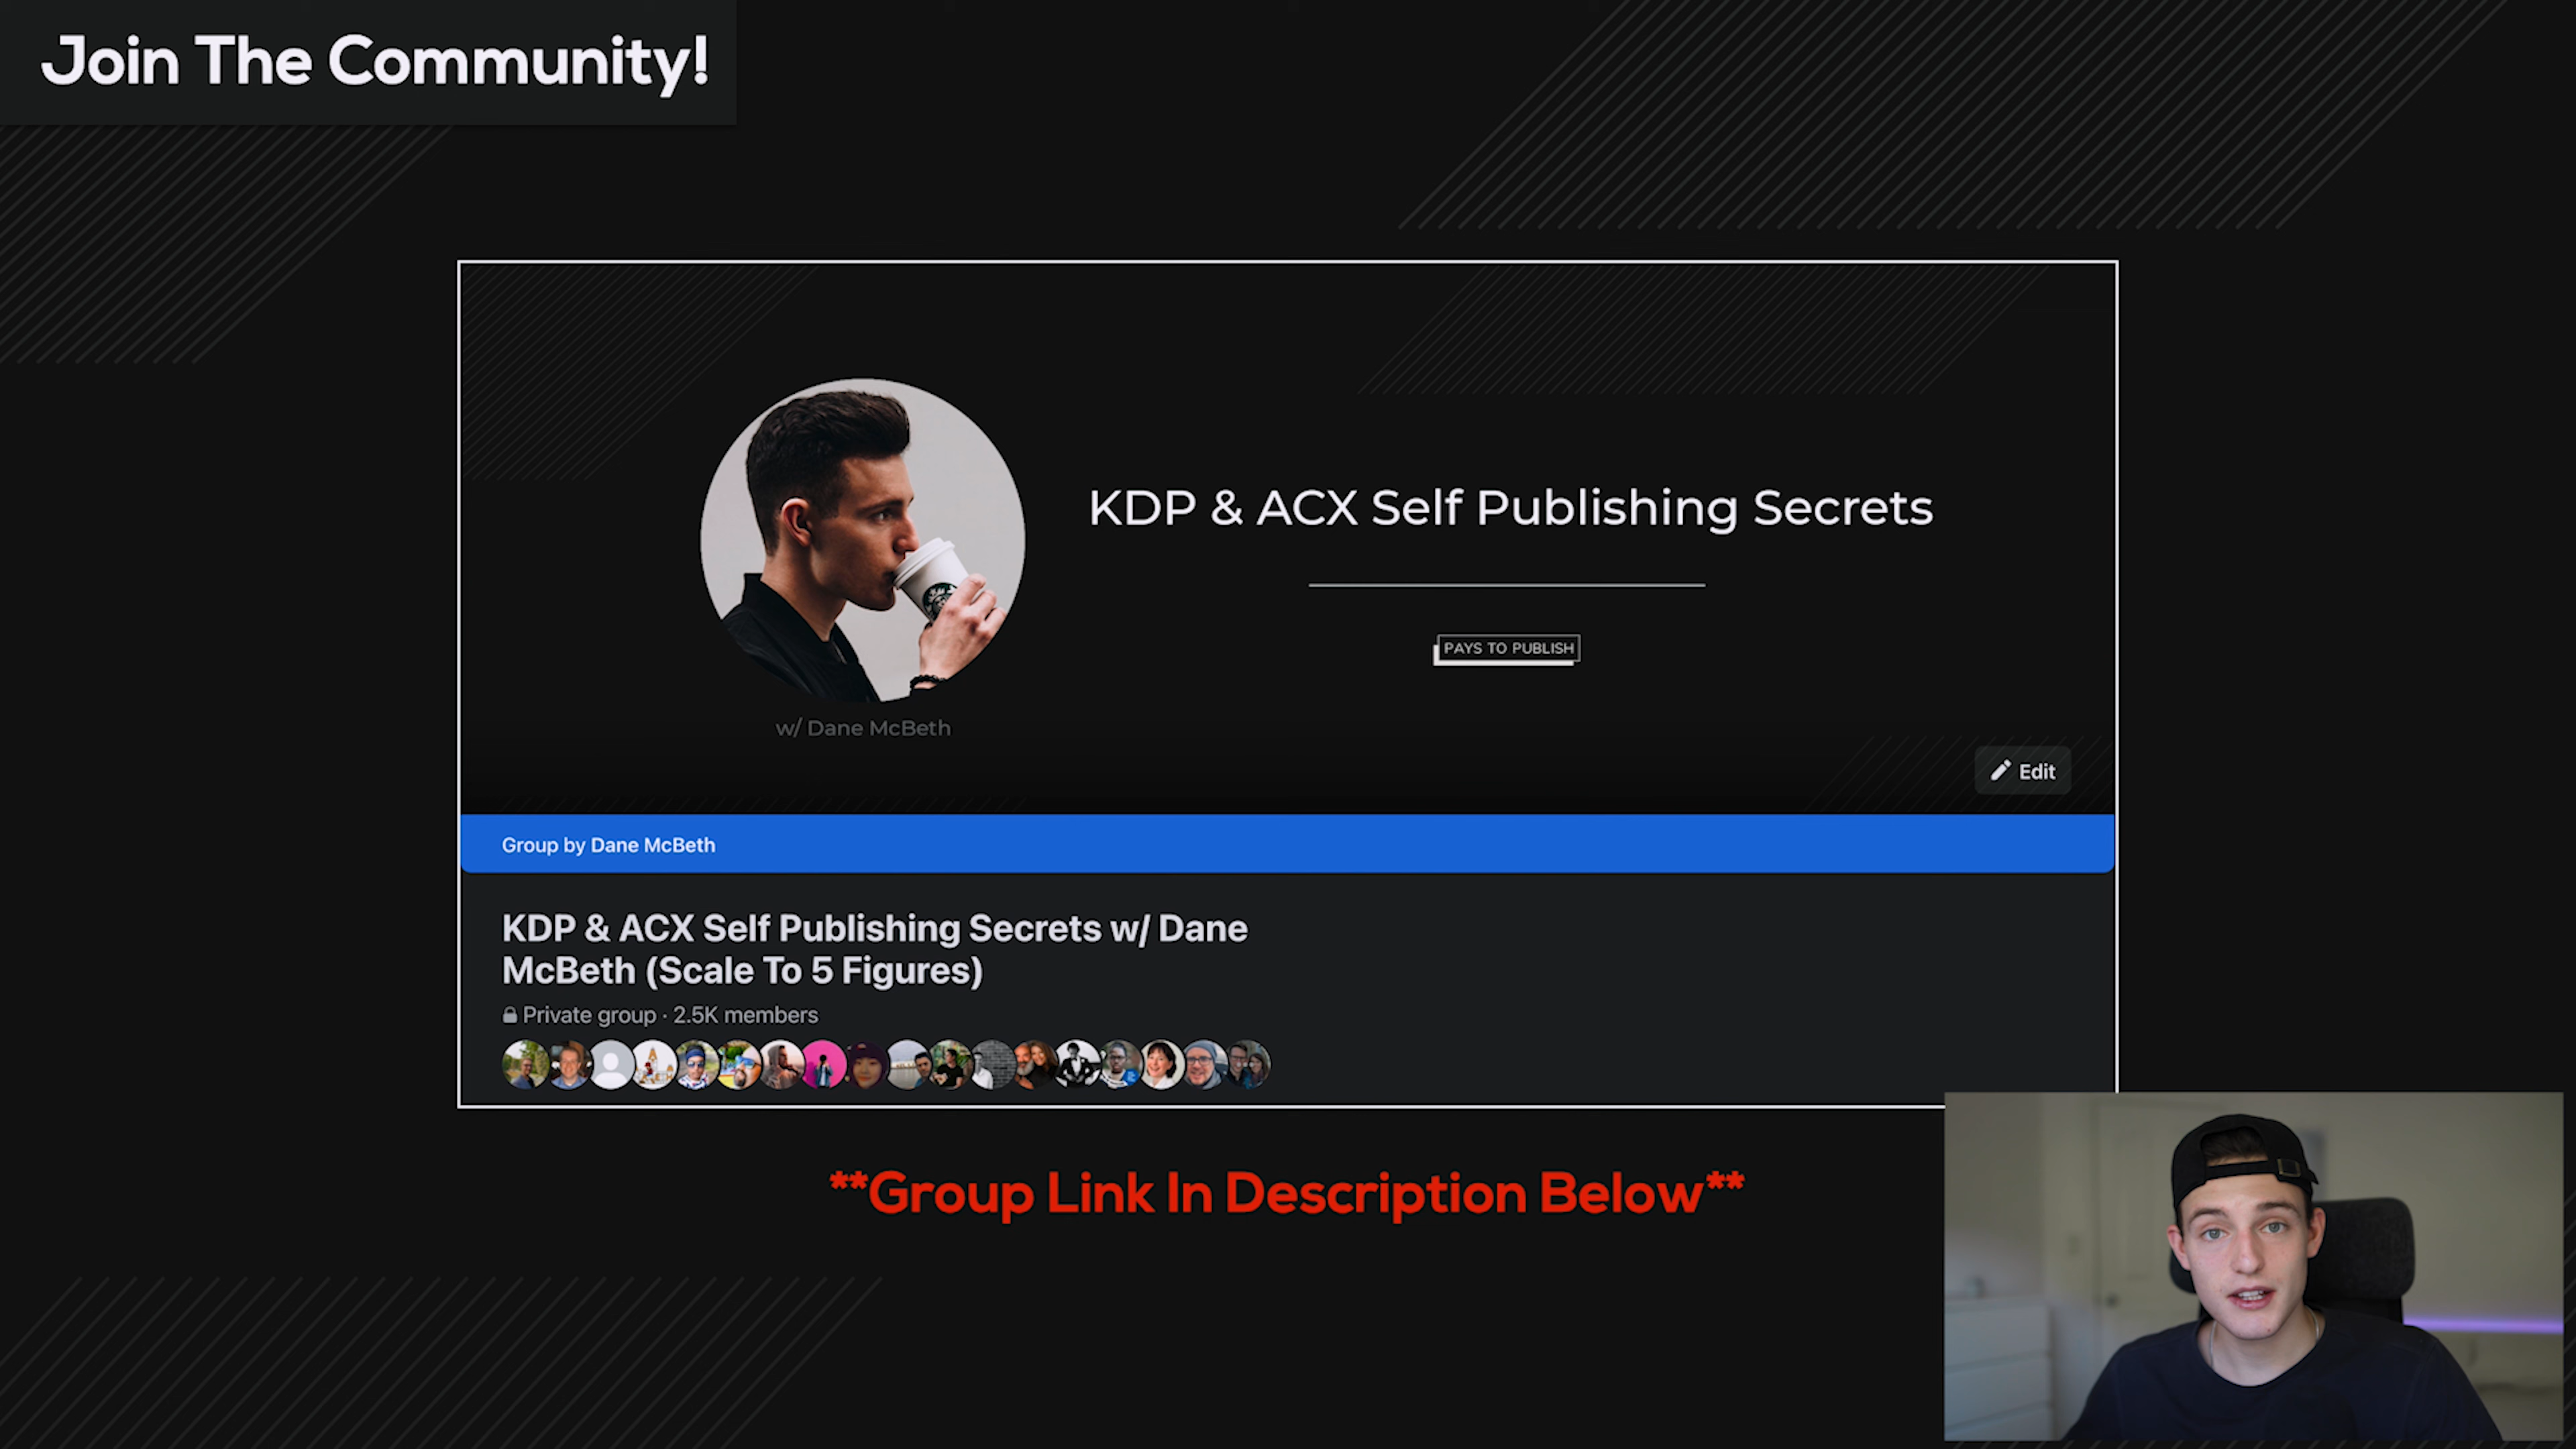 Join The Community!
KDP & ACX Self Publishing Secrets
PAYS TO PUBLISH
w/ Dane McBeth
Edit
Group by Dane McBeth
KDP & ACX Self Publishing Secrets w/ Dane
McBeth (Scale To 5 Figures)
Private group · 2.5K members
**Group Link In Description Below**